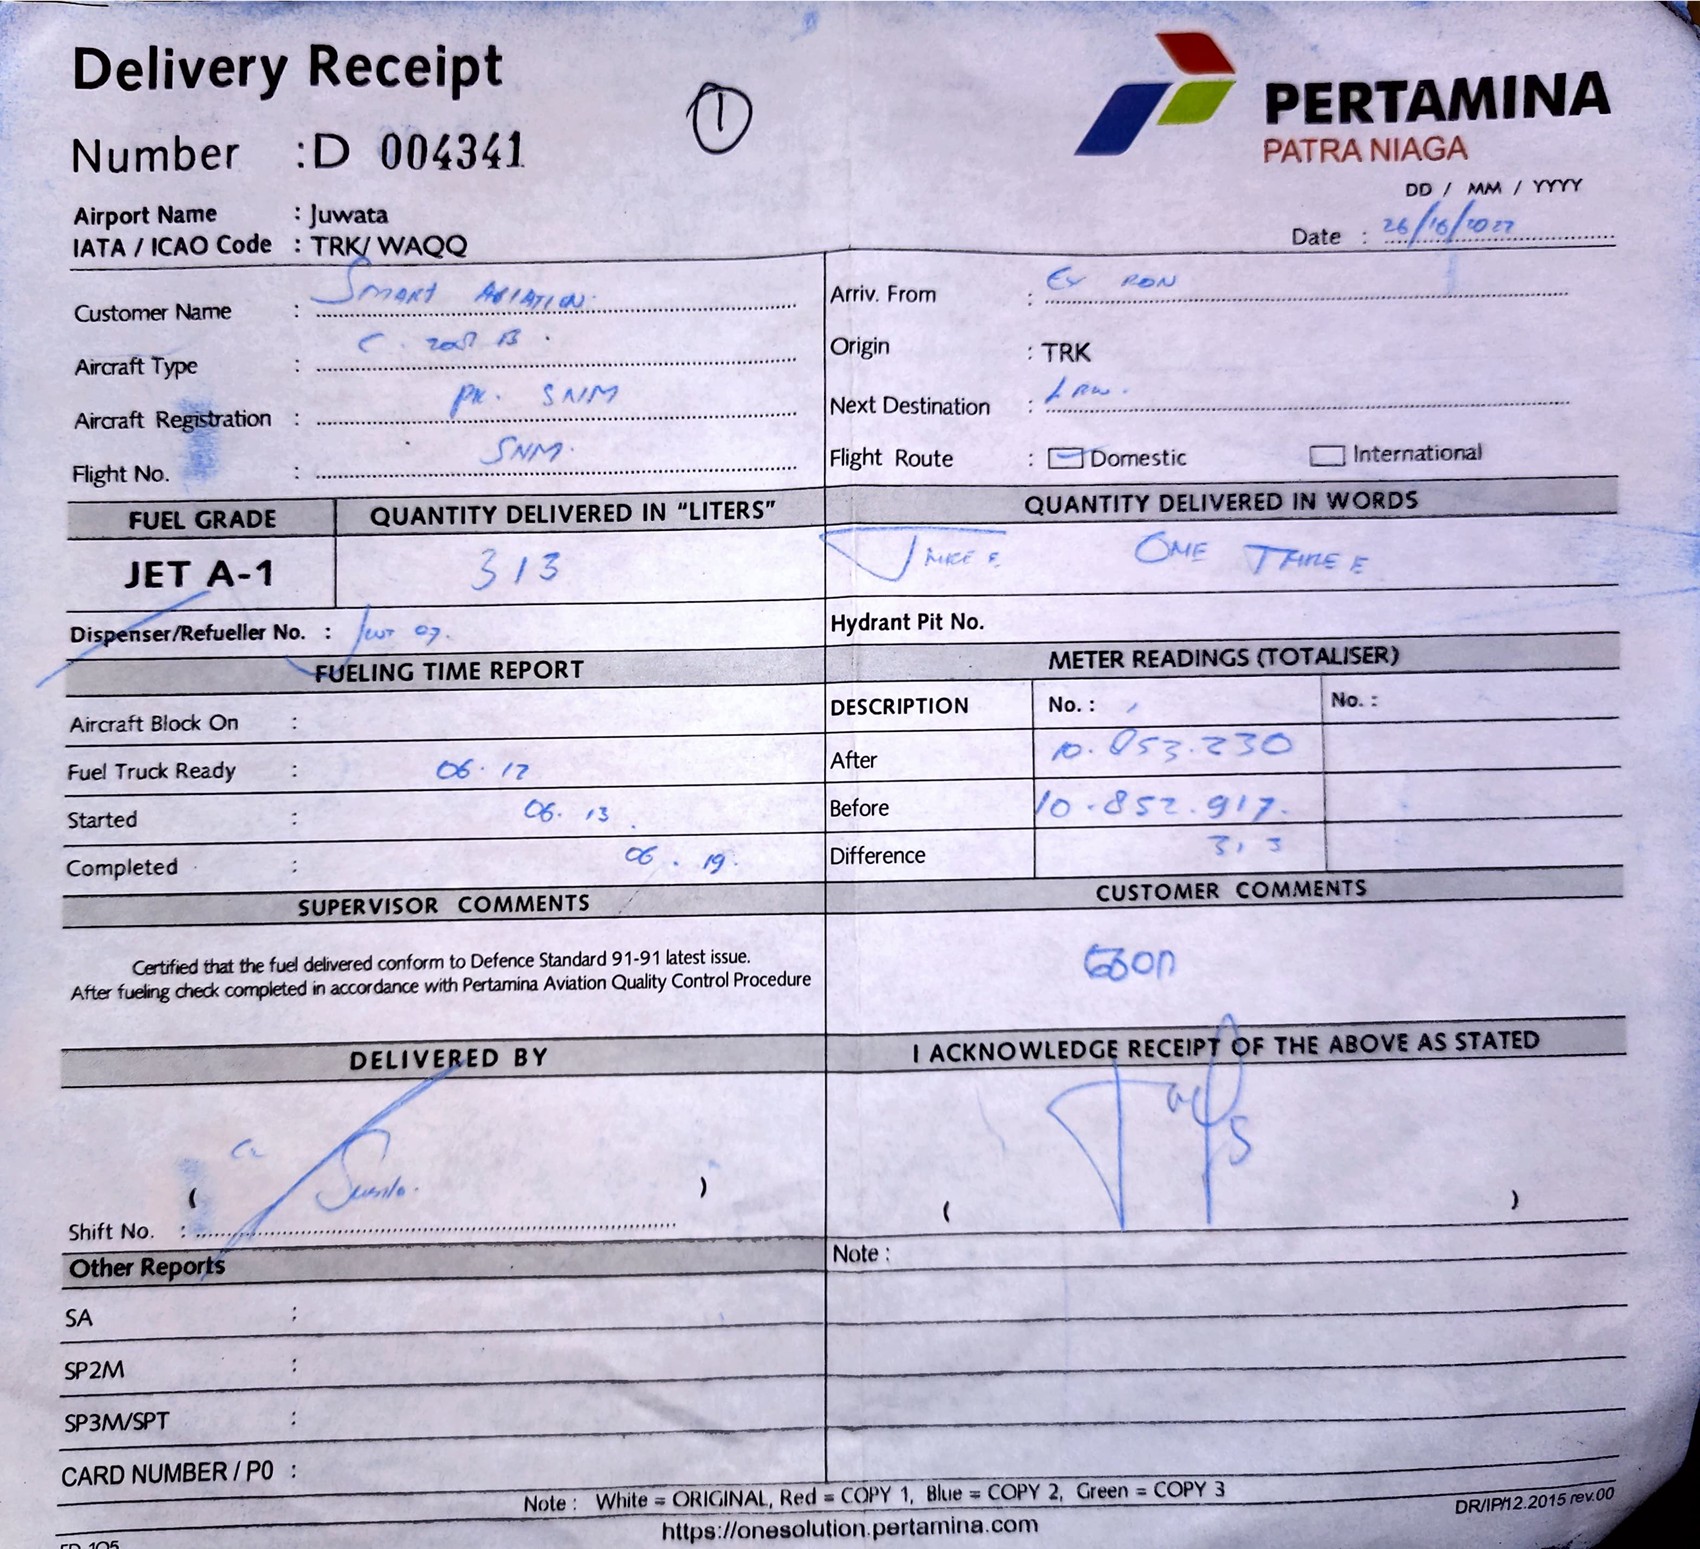 Delivery Receipt
Number : D 004341
1
PERTAMINA
PATRA NIAGA
DD / MM / YYYY
Date : 26/10/2022
Airport Name : Juwata
IATA / ICAO Code : TRK/ WAQQ
Customer Name : SMART AVIATION
Aircraft Type : C. 208 B
Aircraft Registration : PK. SNM
Flight No. : SNM
Arriv. From : EX RON
Origin : TRK
Next Destination :
Flight Route : Domestic International
FUEL GRADE QUANTITY DELIVERED IN "LITERS" QUANTITY DELIVERED IN WORDS
JET A-1 313 THREE ONE THREE
Dispenser/Refueller No. : 07.
Hydrant Pit No.
FUELING TIME REPORT
Aircraft Block On :
Fuel Truck Ready : 06.12
Started : 06.13
Completed : 06.19
METER READINGS (TOTALISER)
DESCRIPTION No. : No. :
After 10.853.230
Before 10.852.917.
Difference 313
SUPERVISOR COMMENTS
Certified that the fuel delivered conform to Defence Standard 91-91 latest issue.
After fueling check completed in accordance with Pertamina Aviation Quality Control Procedure
CUSTOMER COMMENTS
DELIVERED BY
( )
Shift No. :
I ACKNOWLEDGE RECEIPT OF THE ABOVE AS STATED
( )
Other Reports
SA :
SP2M :
SP3M/SPT :
CARD NUMBER / P0 :
Note :
Note : White = ORIGINAL, Red = COPY 1, Blue = COPY 2, Green = COPY 3
DR/IP/12.2015 rev.00
https://onesolution.pertamina.com